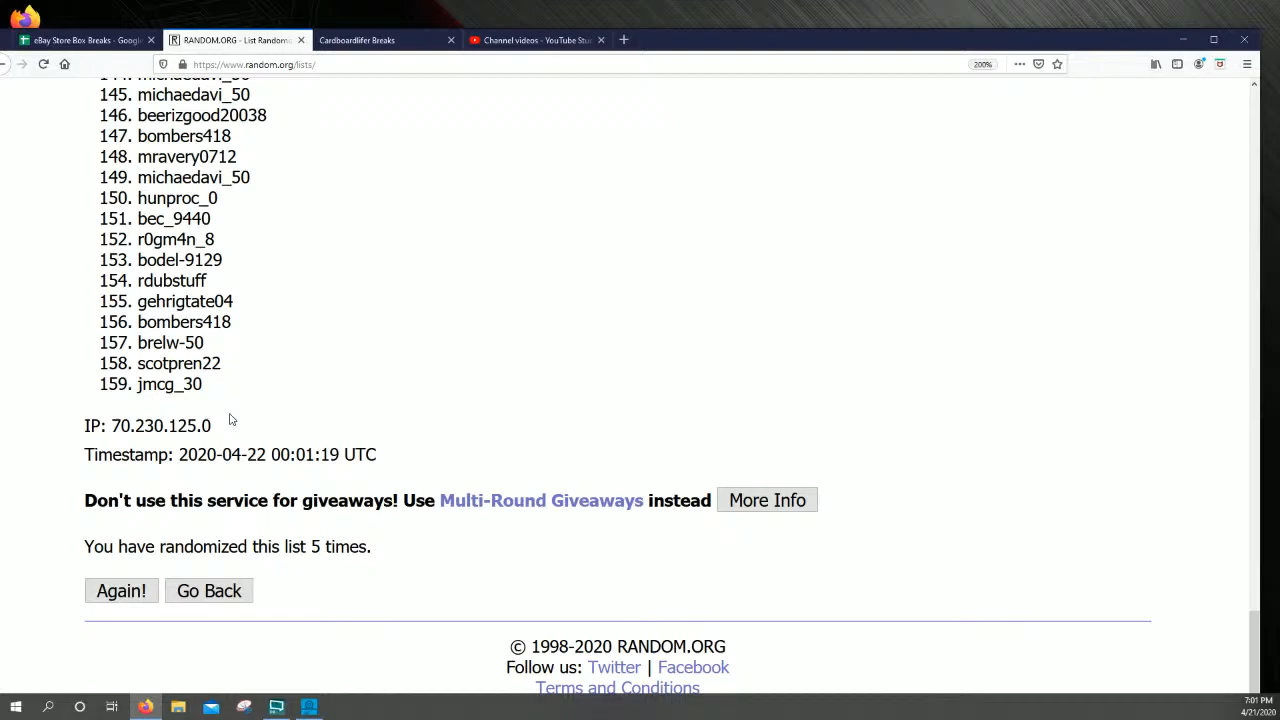 eBay Store Box Breaks - Google
RANDOM.ORG - List Randomi
Cardboardlifer Breaks
Channel videos - YouTube Stu
https://www.random.org/lists/
200%
144. michaedavi_50
145. michaedavi_50
146. beerizgood20038
147. bombers418
148. mravery0712
149. michaedavi_50
150. hunproc_0
151. bec_9440
152. r0gm4n_8
153. bodel-9129
154. rdubstuff
155. gehrigtate04
156. bombers418
157. brelw-50
158. scotpren22
159. jmcg_30
IP: 70.230.125.0
Timestamp: 2020-04-22 00:01:19 UTC
Don't use this service for giveaways! Use Multi-Round Giveaways instead More Info
You have randomized this list 5 times.
Again! Go Back
© 1998-2020 RANDOM.ORG
Follow us: Twitter | Facebook
Terms and Conditions
7:01 PM
4/21/2020